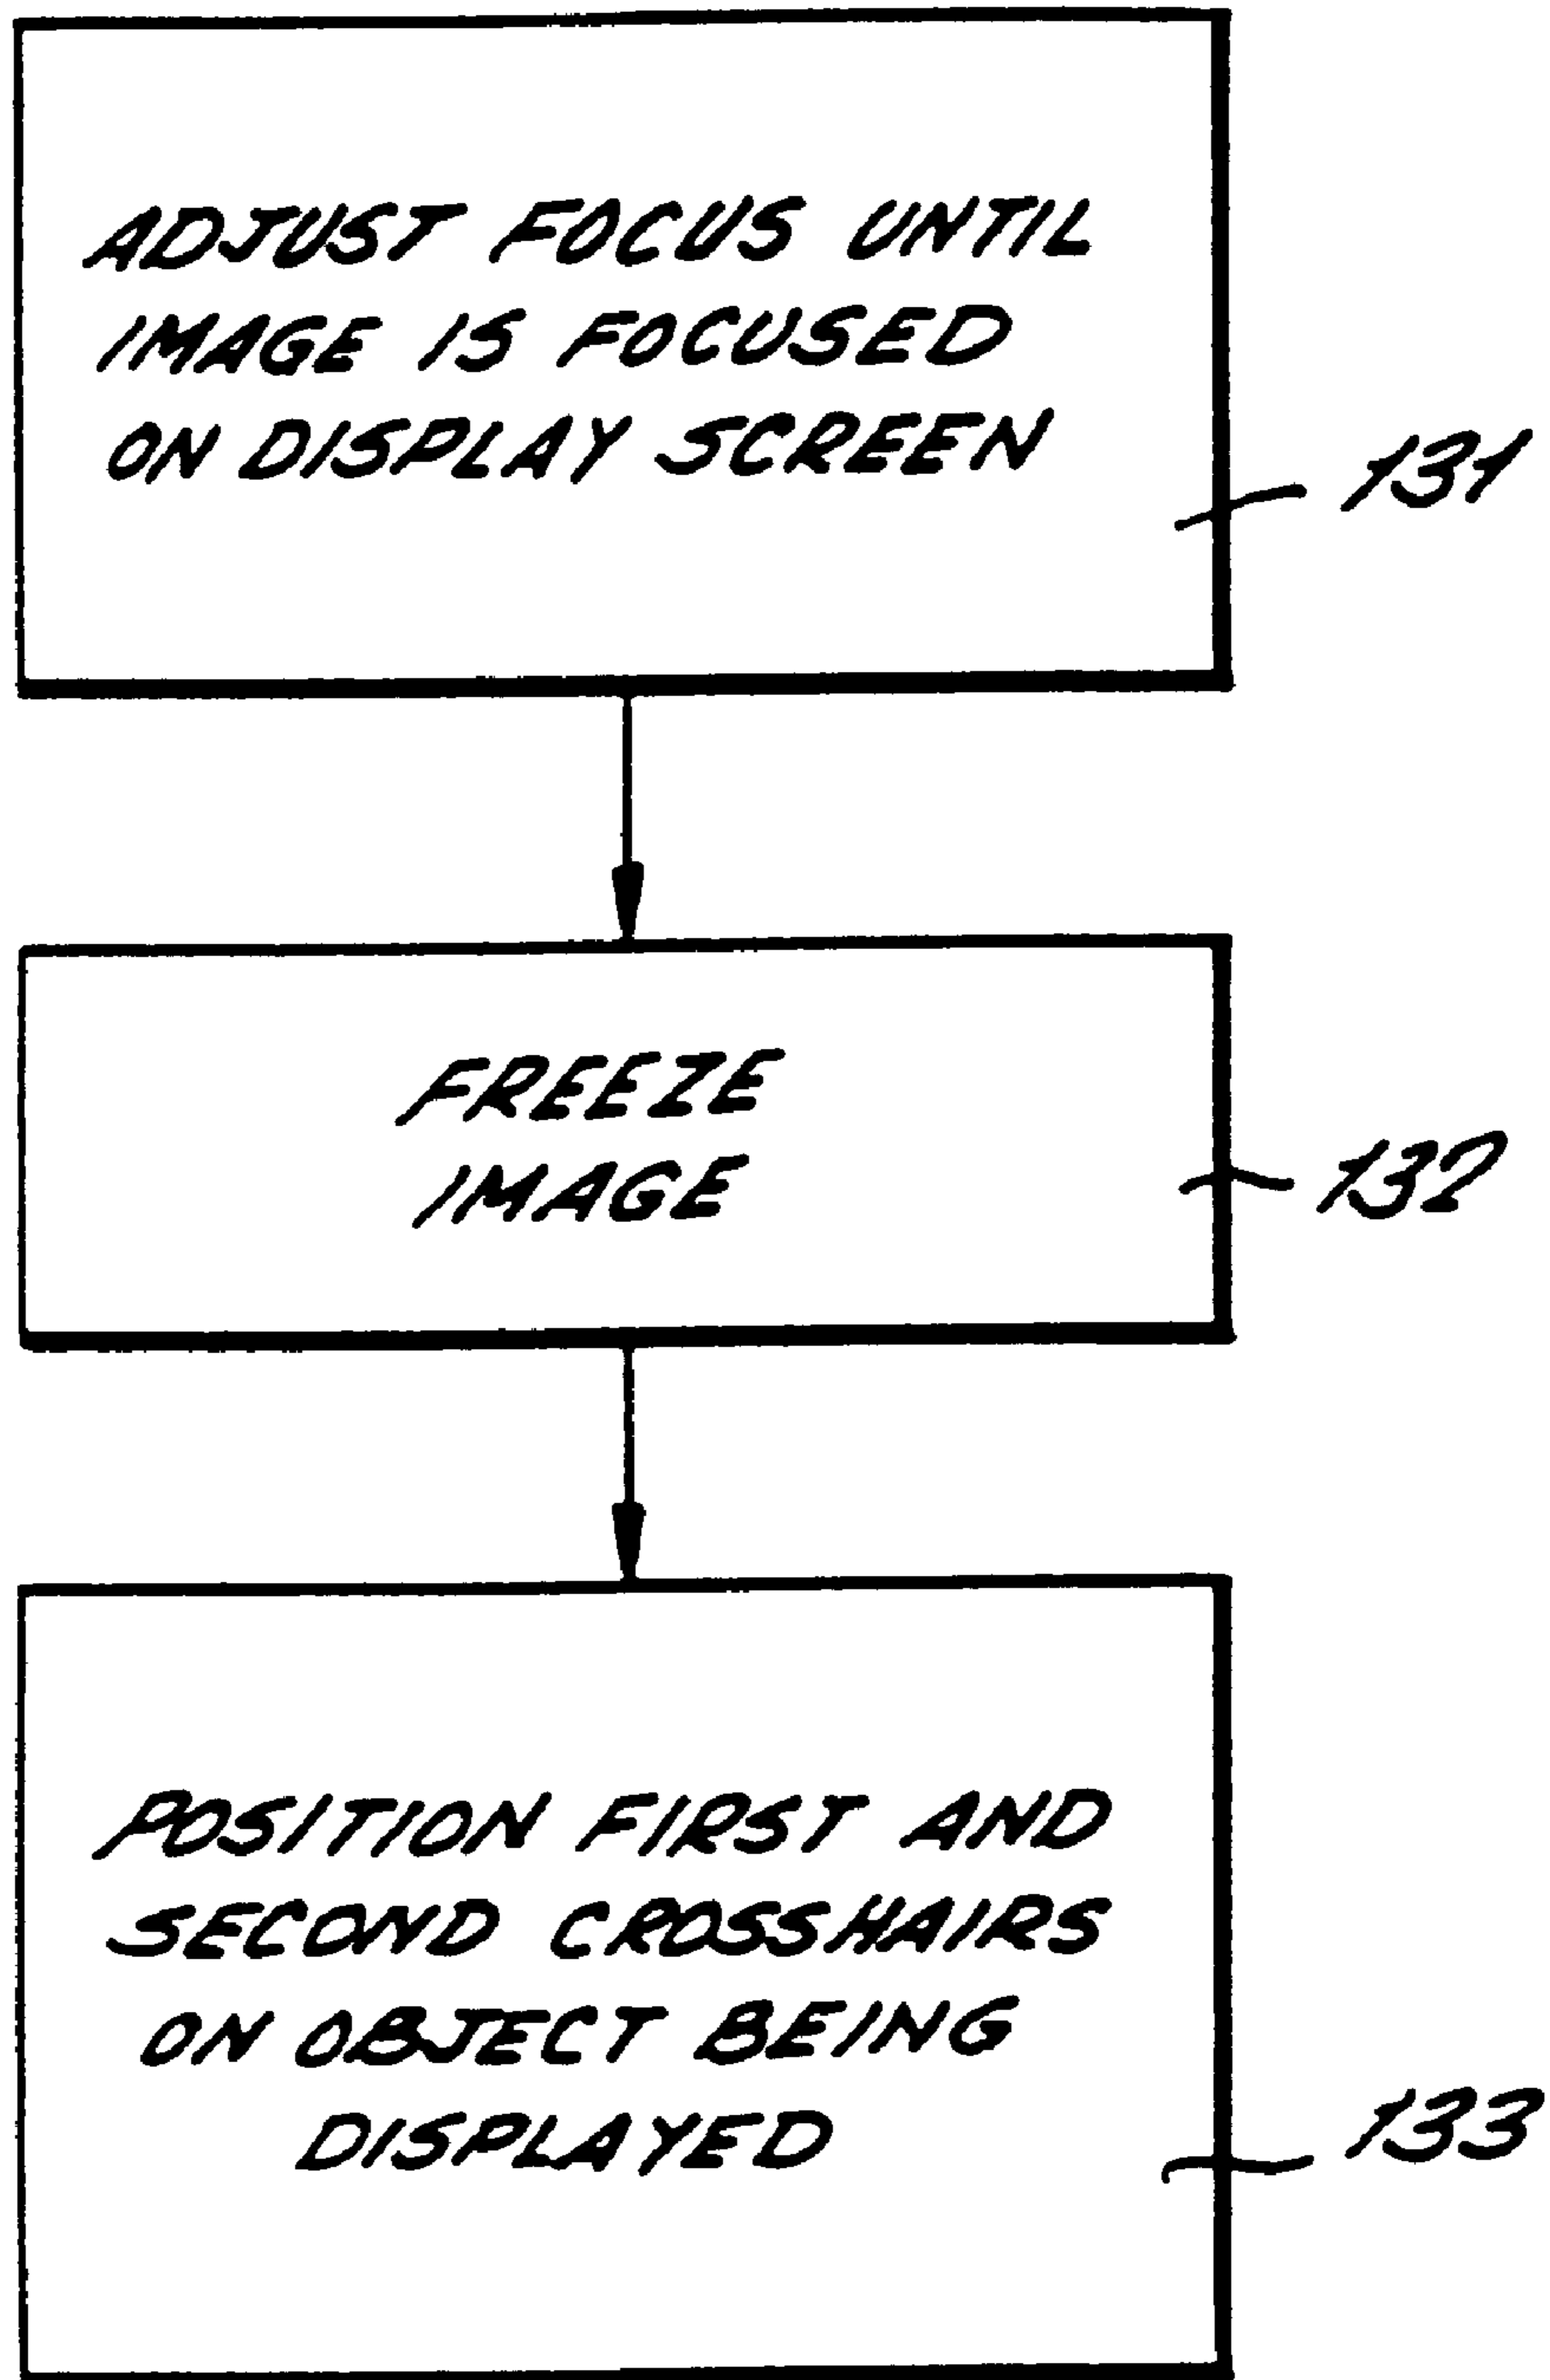 ADJUST FOCUS UNTIL
IMAGE IS FOCUSED
ON DISPLAY SCREEN
131
FREEZE
IMAGE
132
POSITION FIRST AND
SECOND CROSSHAIRS
ON OBJECT BEING
DISPLAYED
133